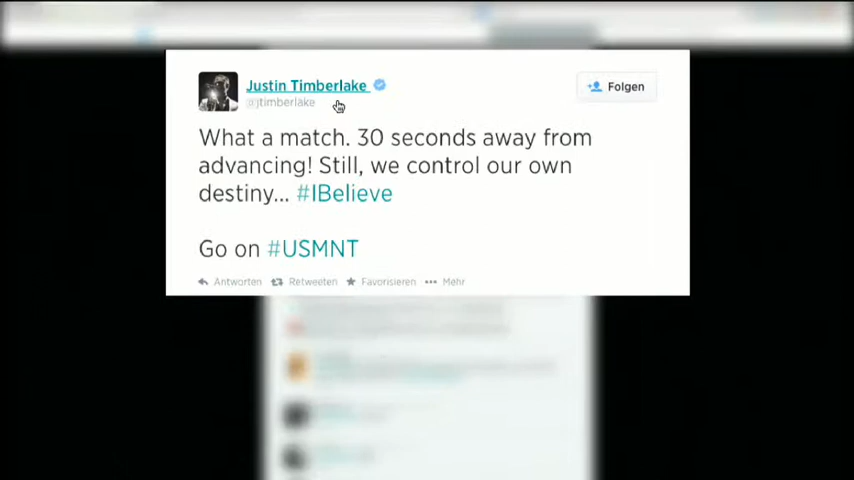 Justin Timberlake
@jtimberlake
Folgen
What a match. 30 seconds away from
advancing! Still, we control our own
destiny... #IBelieve
Go on #USMNT
Antworten Retweeten Favorisieren Mehr